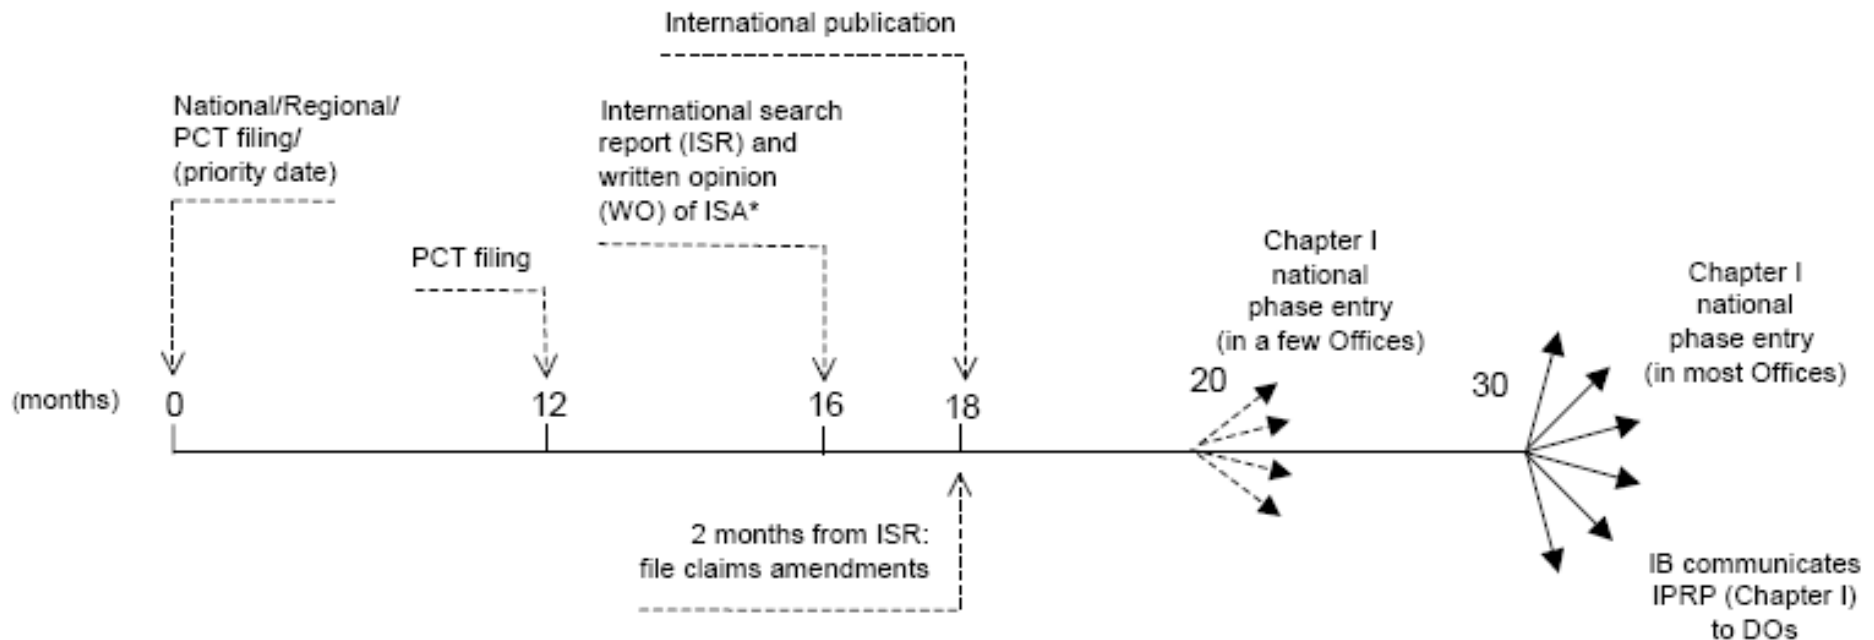 International publication
National/Regional/
PCT filing/
(priority date)
International search
report (ISR) and
written opinion
(WO) of ISA*
PCT filing
Chapter I
national
phase entry
(in a few Offices)
Chapter I
national
phase entry
(in most Offices)
(months) 0 12 16 18 20 30
2 months from ISR:
file claims amendments
IB communicates
IPRP (Chapter I)
to DOs